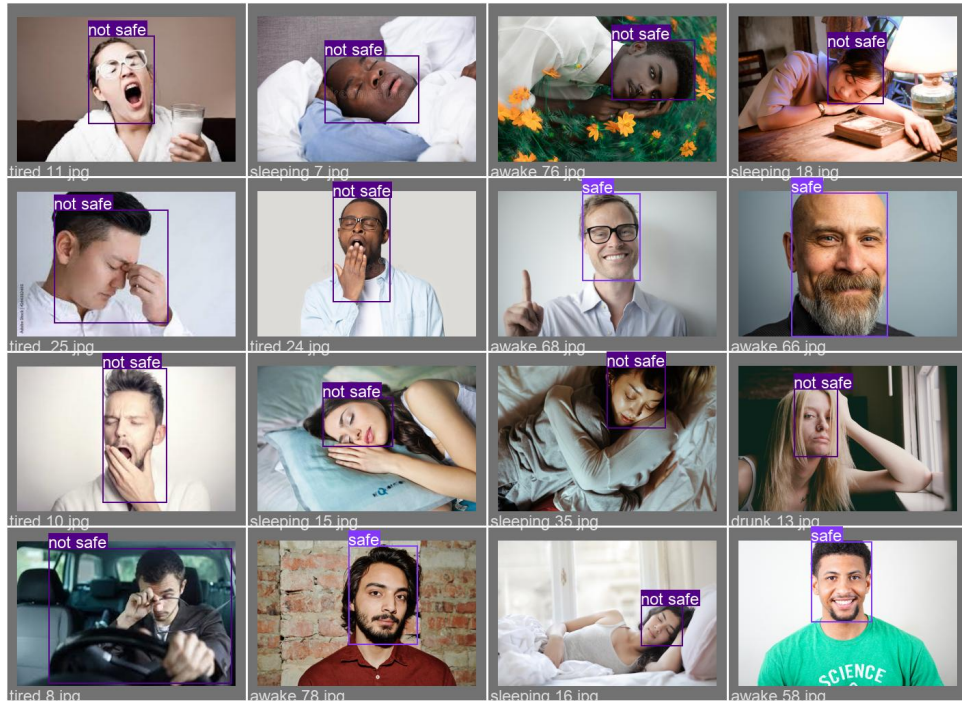 not safe
not safe
not safe
not safe
tired 11 jpg
sleeping 7 jpg
awake 76 jpg
sleeping 18 jpg
not safe
not safe
safe
safe
tired 25 jpg
tired 24 jpg
awake 68 jpg
awake 66 jpg
not safe
not safe
not safe
not safe
tired 10 jpg
sleeping 15 jpg
sleeping 35 jpg
drunk 13 jpg
not safe
safe
not safe
safe
SCIENCE
tired 8 jpg
awake 78 jpg
sleeping 16 jpg
awake 58 jpg